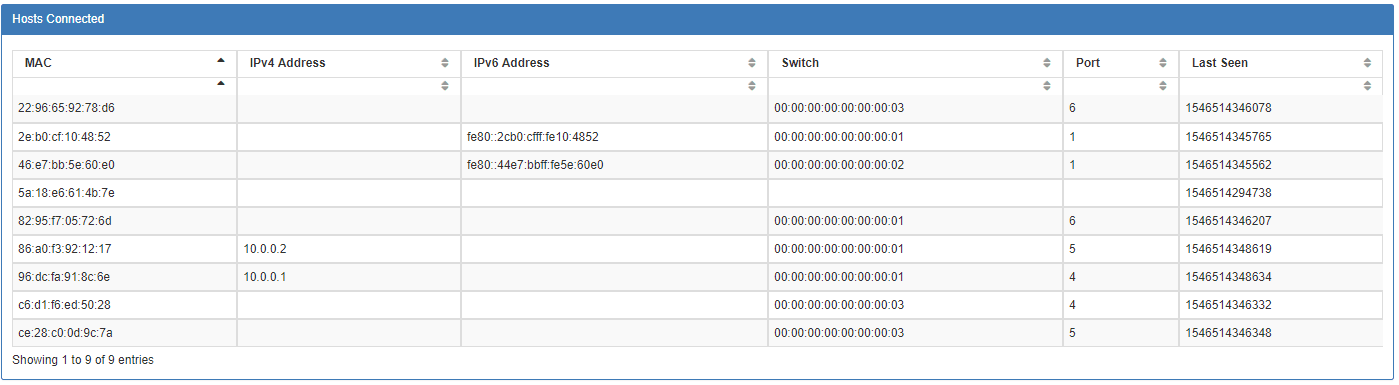 Hosts Connected
MAC IPv4 Address IPv6 Address Switch Port Last Seen
22:96:65:92:78:d6 00:00:00:00:00:00:00:03 6 1546514346078
2e:b0:cf:10:48:52 fe80::2cb0:cfff:fe10:4852 00:00:00:00:00:00:00:01 1 1546514345765
46:e7:bb:5e:60:e0 fe80::44e7:bbff:fe5e:60e0 00:00:00:00:00:00:00:02 1 1546514345562
5a:18:e6:61:4b:7e 1546514294738
82:95:f7:05:72:6d 00:00:00:00:00:00:00:01 6 1546514346207
86:a0:f3:92:12:17 10.0.0.2 00:00:00:00:00:00:00:01 5 1546514348619
96:dc:fa:91:8c:6e 10.0.0.1 00:00:00:00:00:00:00:01 4 1546514348634
c6:d1:f6:ed:50:28 00:00:00:00:00:00:00:03 4 1546514346332
ce:28:c0:0d:9c:7a 00:00:00:00:00:00:00:03 5 1546514346348
Showing 1 to 9 of 9 entries